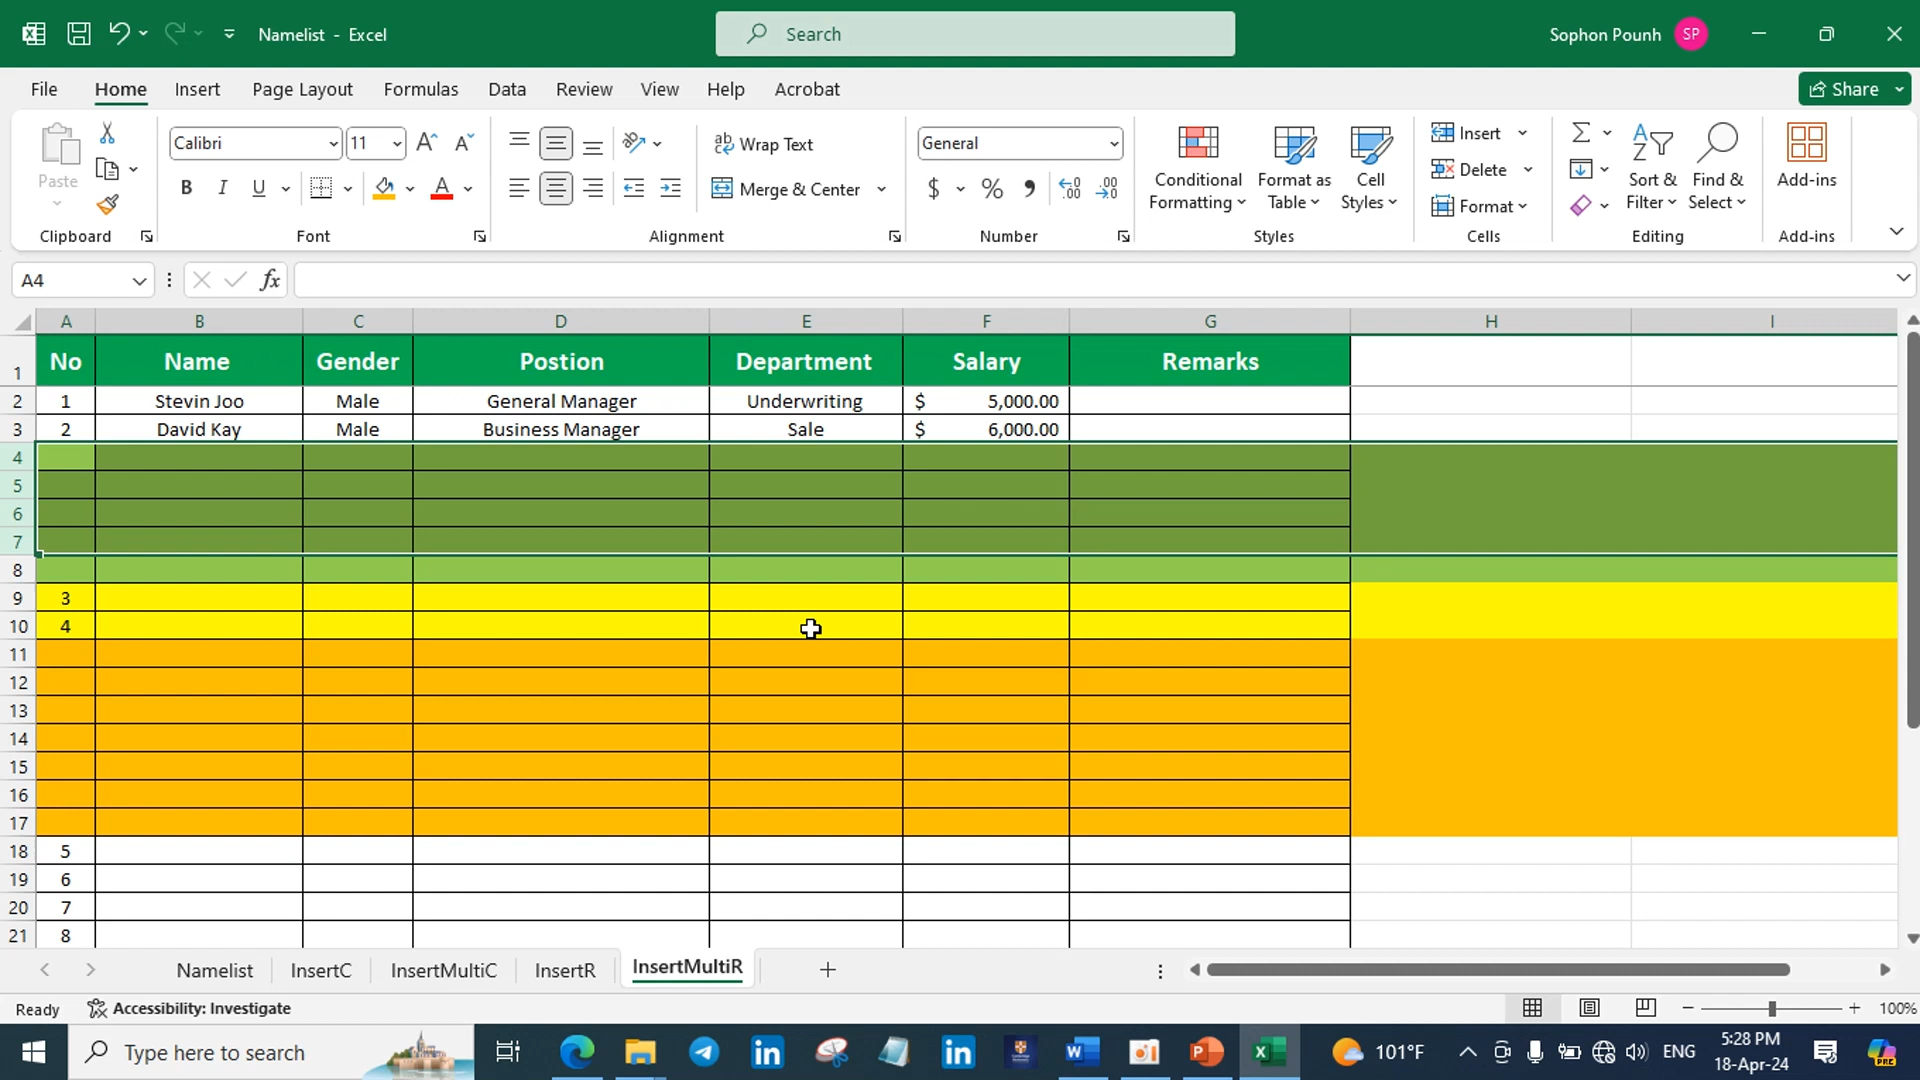 Namelist - Excel
Search
Sophon Pounh
SP
File Home Insert Page Layout Formulas Data Review View Help Acrobat
Share
Paste
Calibri
11
B I U
A
ab Wrap Text
Merge & Center
General
$ %
Conditional Formatting
Format as Table
Cell Styles
Insert
Delete
Format
Sort & Filter
Find & Select
Add-ins
Clipboard Font Alignment Number Styles Cells Editing Add-ins
A4
fx
A B C D E F G H I
1 No Name Gender Postion Department Salary Remarks
2 1 Stevin Joo Male General Manager Underwriting $ 5,000.00
3 2 David Kay Male Business Manager Sale $ 6,000.00
4
5
6
7
8
9 3
10 4
11
12
13
14
15
16
17
18 5
19 6
20 7
21 8
Namelist InsertC InsertMultiC InsertR InsertMultiR
Ready Accessibility: Investigate
100%
Type here to search
101°F
ENG
5:28 PM
18-Apr-24